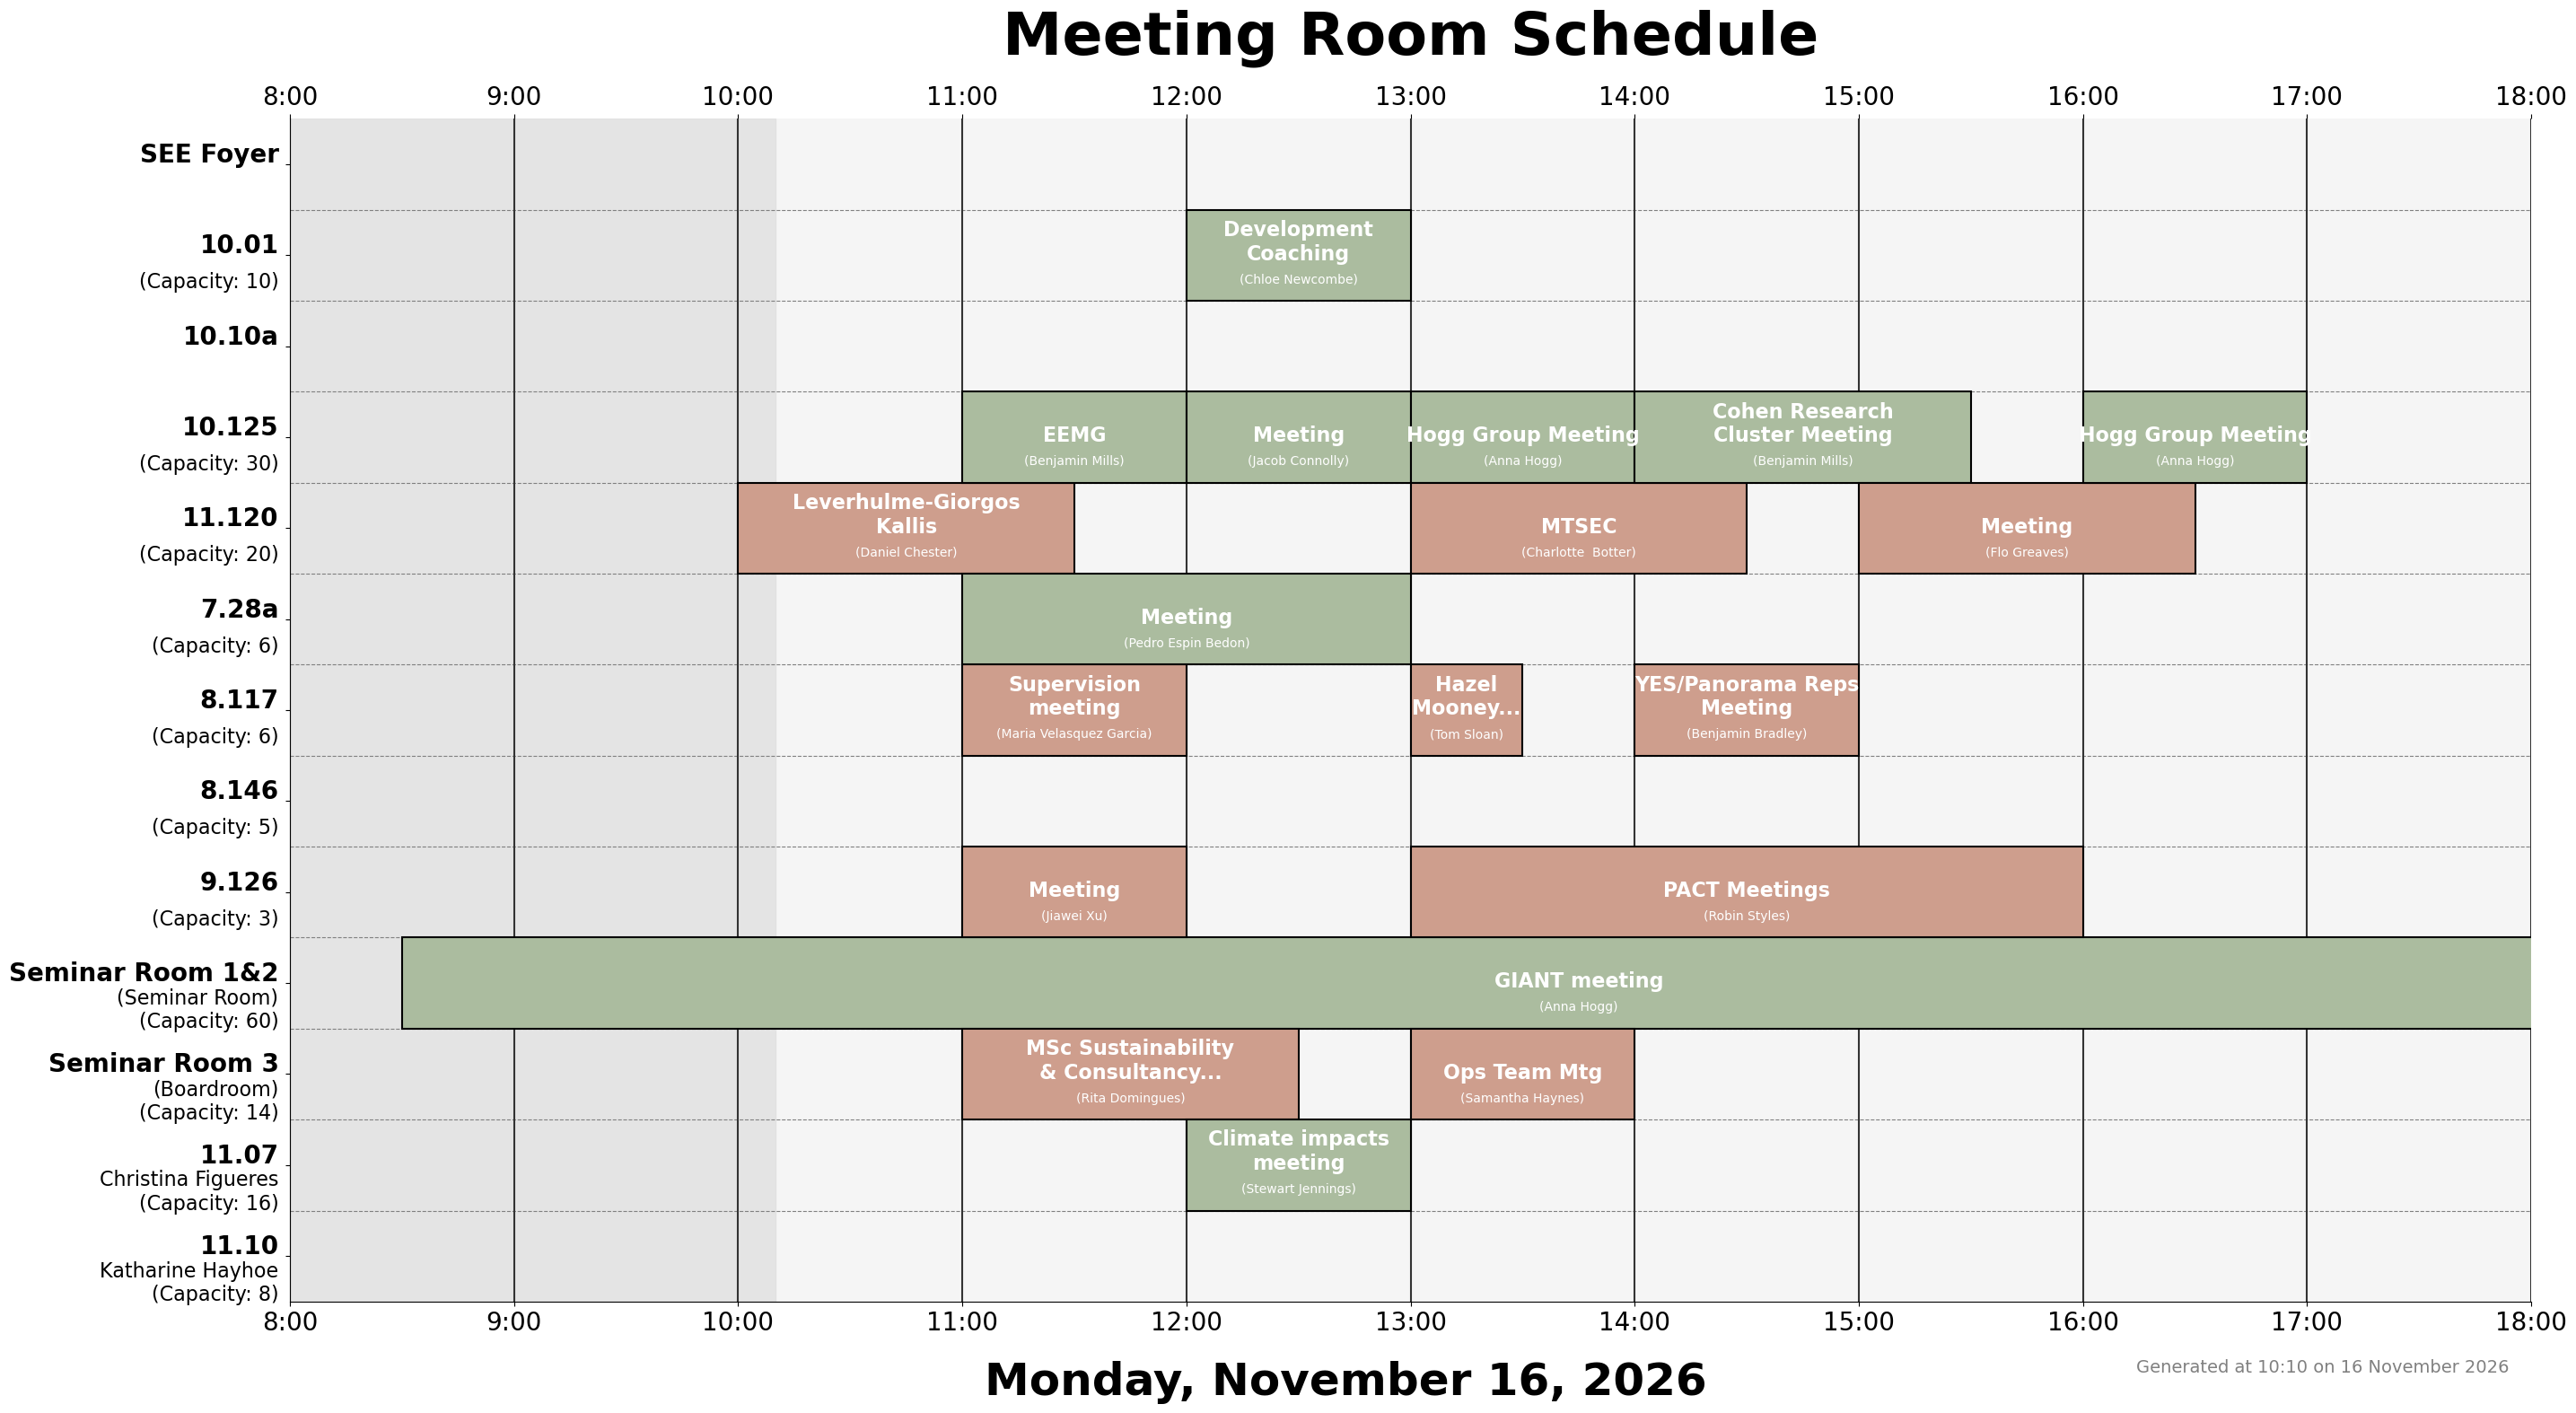 Meeting Room Schedule
8:00 9:00 10:00 11:00 12:00 13:00 14:00 15:00 16:00 17:00 18:00
SEE Foyer
10.01
(Capacity: 10)
Development
Coaching
(Chloe Newcombe)
10.10a
10.125
(Capacity: 30)
EEMG
(Benjamin Mills)
Meeting
(Jacob Connolly)
Hogg Group Meeting
(Anna Hogg)
Cohen Research
Cluster Meeting
(Benjamin Mills)
Hogg Group Meeting
(Anna Hogg)
11.120
(Capacity: 20)
Leverhulme-Giorgos
Kallis
(Daniel Chester)
MTSEC
(Charlotte  Botter)
Meeting
(Flo Greaves)
7.28a
(Capacity: 6)
Meeting
(Pedro Espin Bedon)
8.117
(Capacity: 6)
Supervision
meeting
(Maria Velasquez Garcia)
Hazel
Mooney...
(Tom Sloan)
YES/Panorama Reps
Meeting
(Benjamin Bradley)
8.146
(Capacity: 5)
9.126
(Capacity: 3)
Meeting
(Jiawei Xu)
PACT Meetings
(Robin Styles)
Seminar Room 1&2
(Seminar Room)
(Capacity: 60)
GIANT meeting
(Anna Hogg)
Seminar Room 3
(Boardroom)
(Capacity: 14)
MSc Sustainability
& Consultancy...
(Rita Domingues)
Ops Team Mtg
(Samantha Haynes)
11.07
Christina Figueres
(Capacity: 16)
Climate impacts
meeting
(Stewart Jennings)
11.10
Katharine Hayhoe
(Capacity: 8)
8:00 9:00 10:00 11:00 12:00 13:00 14:00 15:00 16:00 17:00 18:00
Monday, November 16, 2026
Generated at 10:10 on 16 November 2026